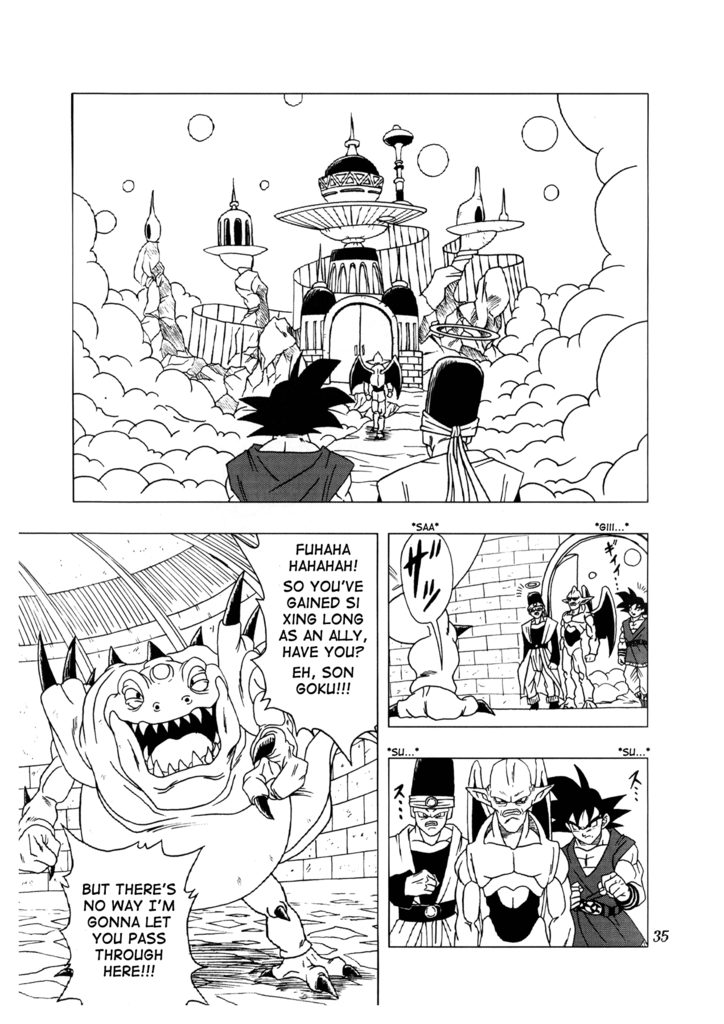 *SAA*
*GIII...*
ザッ
ギィ...
FUHAHA
HAHAHAH!
SO YOU'VE
GAINED SI
XING LONG
AS AN ALLY,
HAVE YOU?
EH, SON
GOKU!!!
BUT THERE'S
NO WAY I'M
GONNA LET
YOU PASS
THROUGH
HERE!!!
*SU...*
*SU...*
ス...
ス...
35